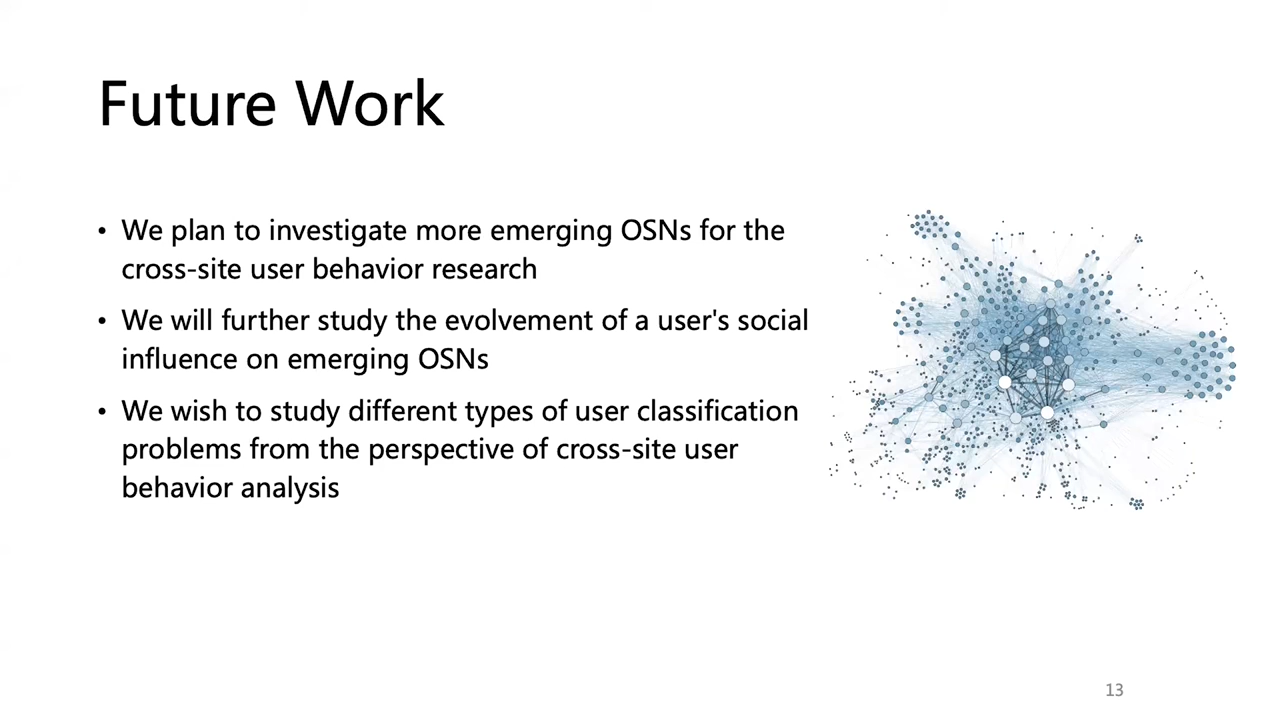 Future Work
• We plan to investigate more emerging OSNs for the
cross-site user behavior research
• We will further study the evolvement of a user's social
influence on emerging OSNs
• We wish to study different types of user classification
problems from the perspective of cross-site user
behavior analysis
13